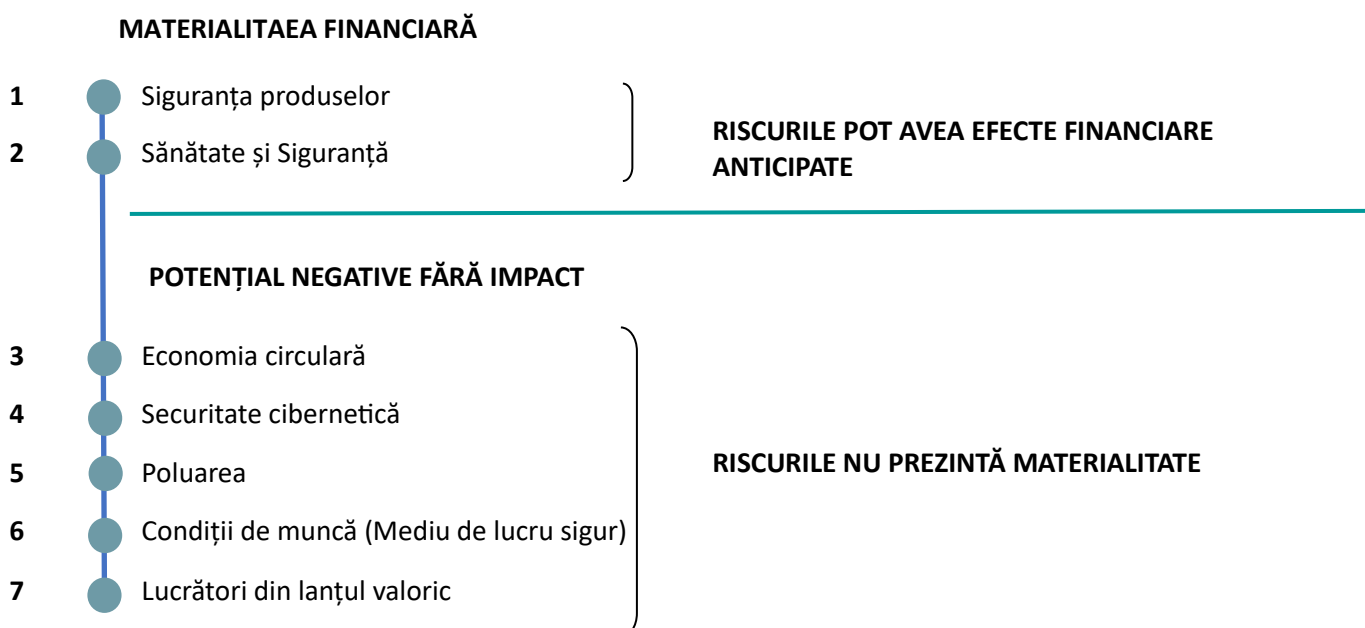 MATERIALITAEA FINANCIARĂ
1 Siguranța produselor
2 Sănătate și Siguranță
RISCURILE POT AVEA EFECTE FINANCIARE
ANTICIPATE
POTENȚIAL NEGATIVE FĂRĂ IMPACT
3 Economia circulară
4 Securitate cibernetică
5 Poluarea
RISCURILE NU PREZINTĂ MATERIALITATE
6 Condiții de muncă (Mediu de lucru sigur)
7 Lucrători din lanțul valoric